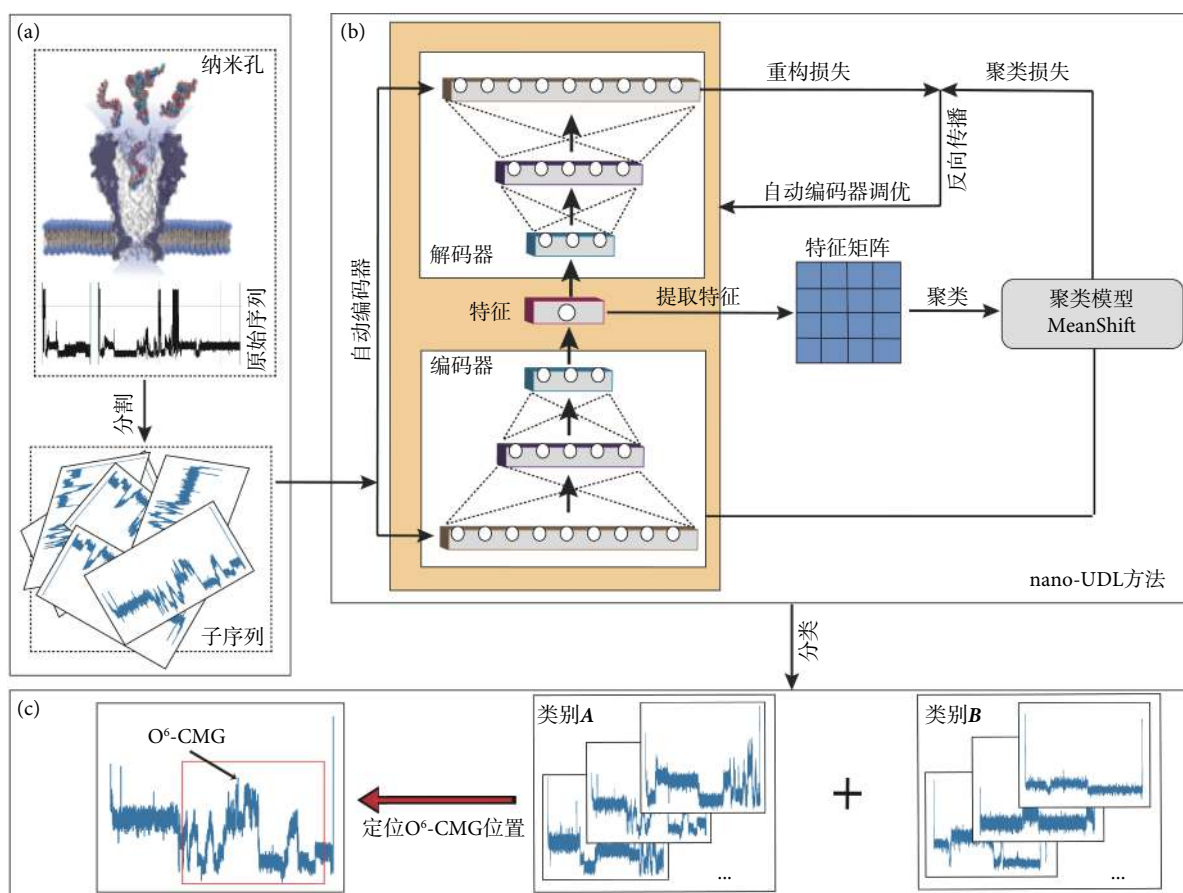 (a)
纳米孔
原始序列
分割
子序列
(b)
重构损失
聚类损失
反向传播
自动编码器调优
解码器
特征矩阵
自动编码器
特征
提取特征
聚类
聚类模型
MeanShift
编码器
nano-UDL方法
分类
(c)
O⁶-CMG
定位O⁶-CMG位置
类别A
...
+
类别B
...